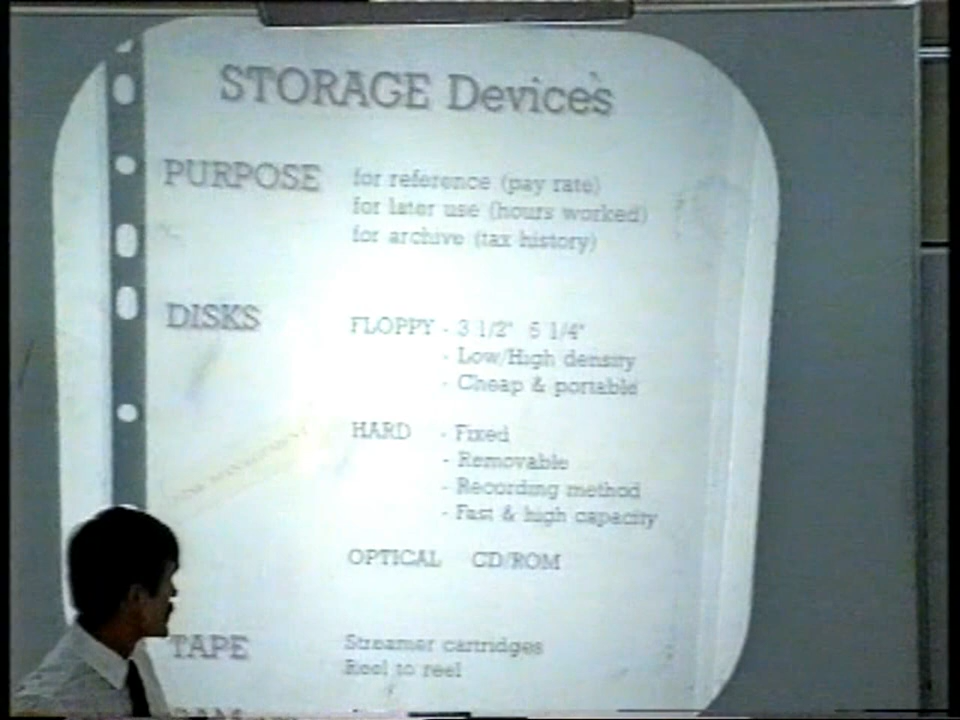 STORAGE Devices
PURPOSE for reference (pay rate)
for later use (hours worked)
for archive (tax history)
DISKS FLOPPY - 3 1/2" 5 1/4"
- Low/High density
- Cheap & portable
HARD - Fixed
- Removable
- Recording method
- Fast & high capacity
OPTICAL CD/ROM
TAPE Streamer cartridges
Reel to reel